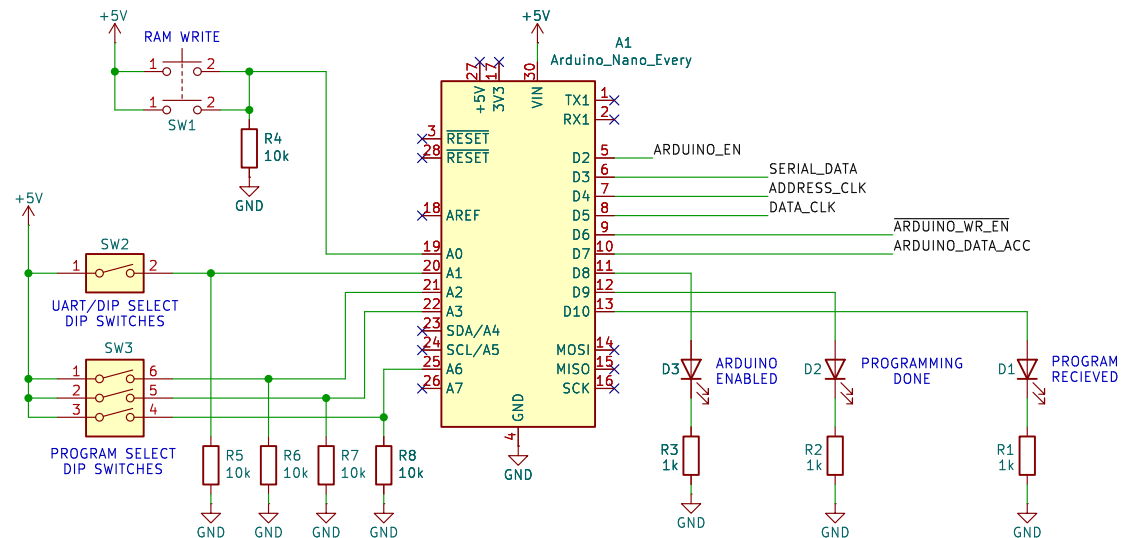 +5V
RAM WRITE
1
2
1
2
SW1
R4
10k
GND
+5V
SW2
1
2
UART/DIP SELECT
DIP SWITCHES
SW3
1
6
2
5
3
4
PROGRAM SELECT
DIP SWITCHES
R5
10k
GND
R6
10k
GND
R7
10k
GND
R8
10k
GND
+5V
A1
Arduino_Nano_Every
27
+5V
17
3V3
30
VIN
3
RESET
28
RESET
18
AREF
19
A0
20
A1
21
A2
22
A3
23
SDA/A4
24
SCL/A5
25
A6
26
A7
GND
4
GND
TX1
1
RX1
2
D2
5
ARDUINO_EN
D3
6
SERIAL_DATA
D4
7
ADDRESS_CLK
D5
8
DATA_CLK
D6
9
ARDUINO_WR_EN
D7
10
ARDUINO_DATA_ACC
D8
11
D9
12
D10
13
MOSI
14
MISO
15
SCK
16
D3
ARDUINO
ENABLED
R3
1k
GND
D2
PROGRAMMING
DONE
R2
1k
GND
D1
PROGRAM
RECIEVED
R1
1k
GND